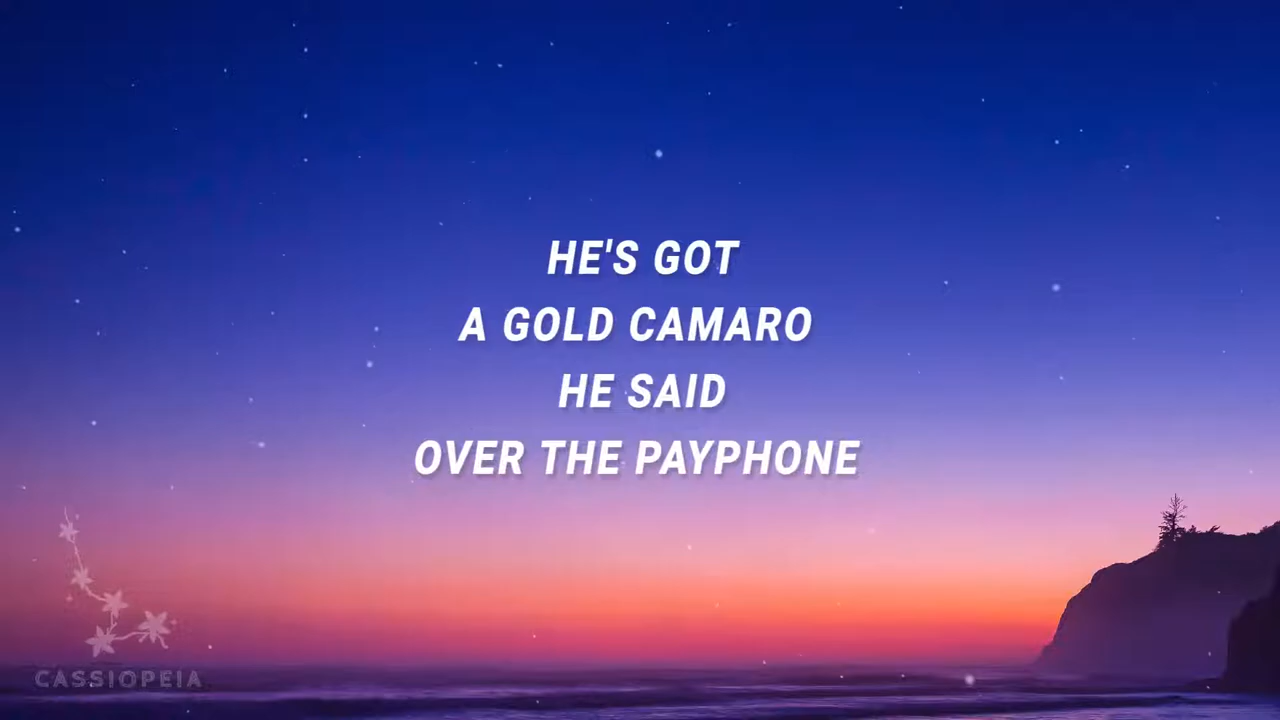 HE'S GOT
A GOLD CAMARO
HE SAID
OVER THE PAYPHONE
CASSIOPEIA